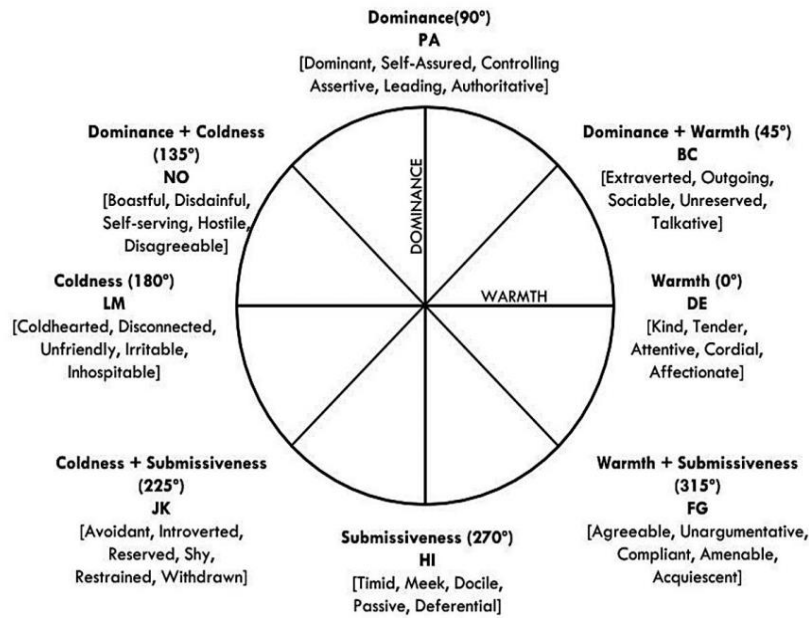 Dominance(90°)
PA
[Dominant, Self-Assured, Controlling
Assertive, Leading, Authoritative]
Dominance + Coldness
(135°)
NO
[Boastful, Disdainful,
Self-serving, Hostile,
Disagreeable]
Dominance + Warmth (45°)
BC
[Extraverted, Outgoing,
Sociable, Unreserved,
Talkative]
DOMINANCE
Coldness (180°)
LM
[Coldhearted, Disconnected,
Unfriendly, Irritable,
Inhospitable]
WARMTH
Warmth (0°)
DE
[Kind, Tender,
Attentive, Cordial,
Affectionate]
Coldness + Submissiveness
(225°)
JK
[Avoidant, Introverted,
Reserved, Shy,
Restrained, Withdrawn]
Submissiveness (270°)
HI
[Timid, Meek, Docile,
Passive, Deferential]
Warmth + Submissiveness
(315°)
FG
[Agreeable, Unargumentative,
Compliant, Amenable,
Acquiescent]